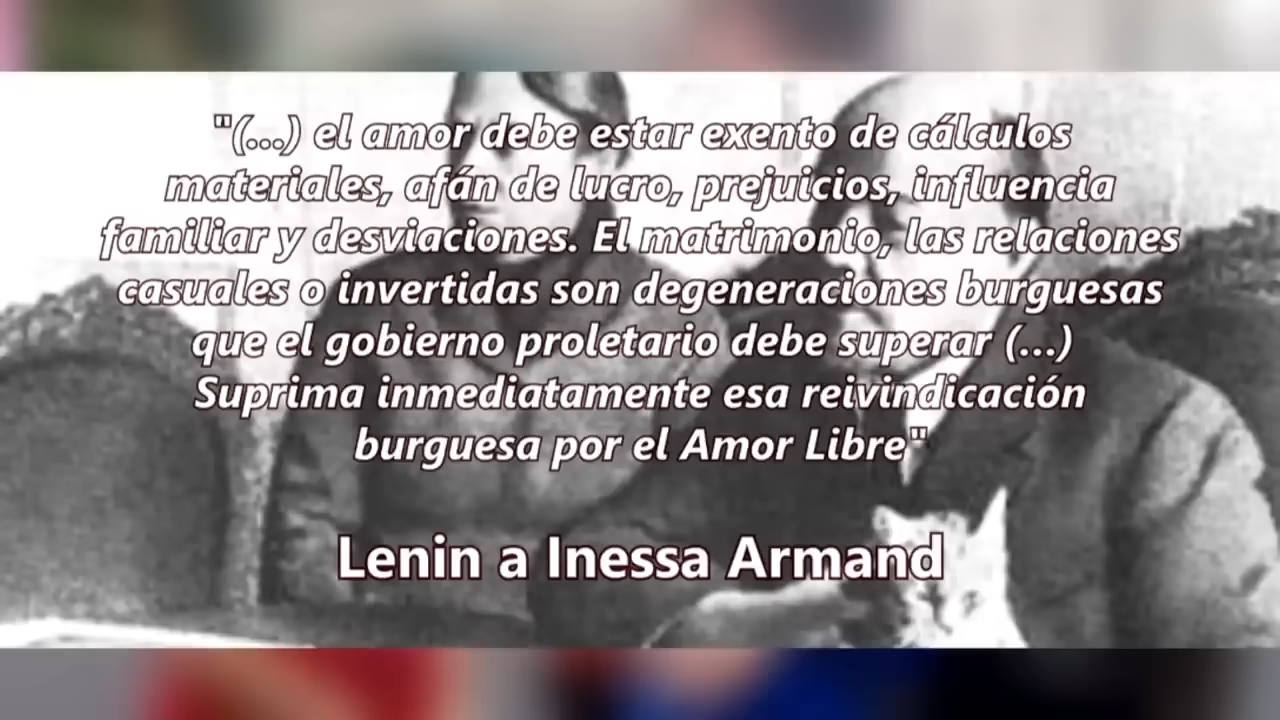 "(...) el amor debe estar exento de cálculos
materiales, afán de lucro, prejuicios, influencia
familiar y desviaciones. El matrimonio, las relaciones
casuales o invertidas son degeneraciones burguesas
que el gobierno proletario debe superar (...)
Suprima inmediatamente esa reivindicación
burguesa por el Amor Libre"
Lenin a Inessa Armand